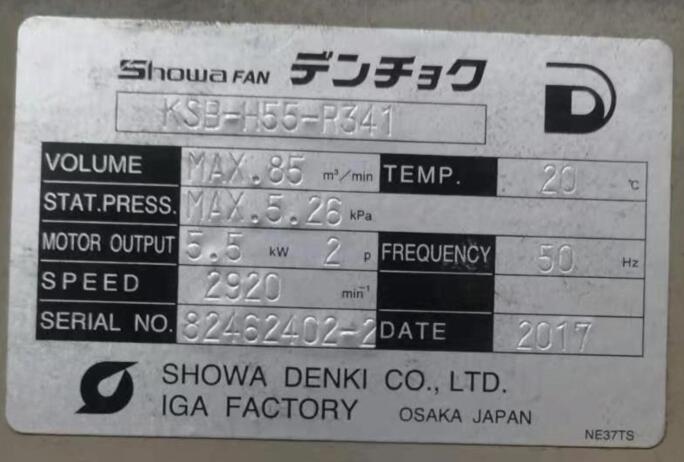 Showa FAN デンチョク
KSB-H55-R341
VOLUME MAX.85 m³/min TEMP. 20 ℃
STAT.PRESS. MAX.5.26 kPa
MOTOR OUTPUT 5.5 kW 2 P FREQUENCY 50 Hz
SPEED 2920 min⁻¹
SERIAL NO. 82462402-2 DATE 2017
SHOWA DENKI CO., LTD.
IGA FACTORY OSAKA JAPAN
NE37TS